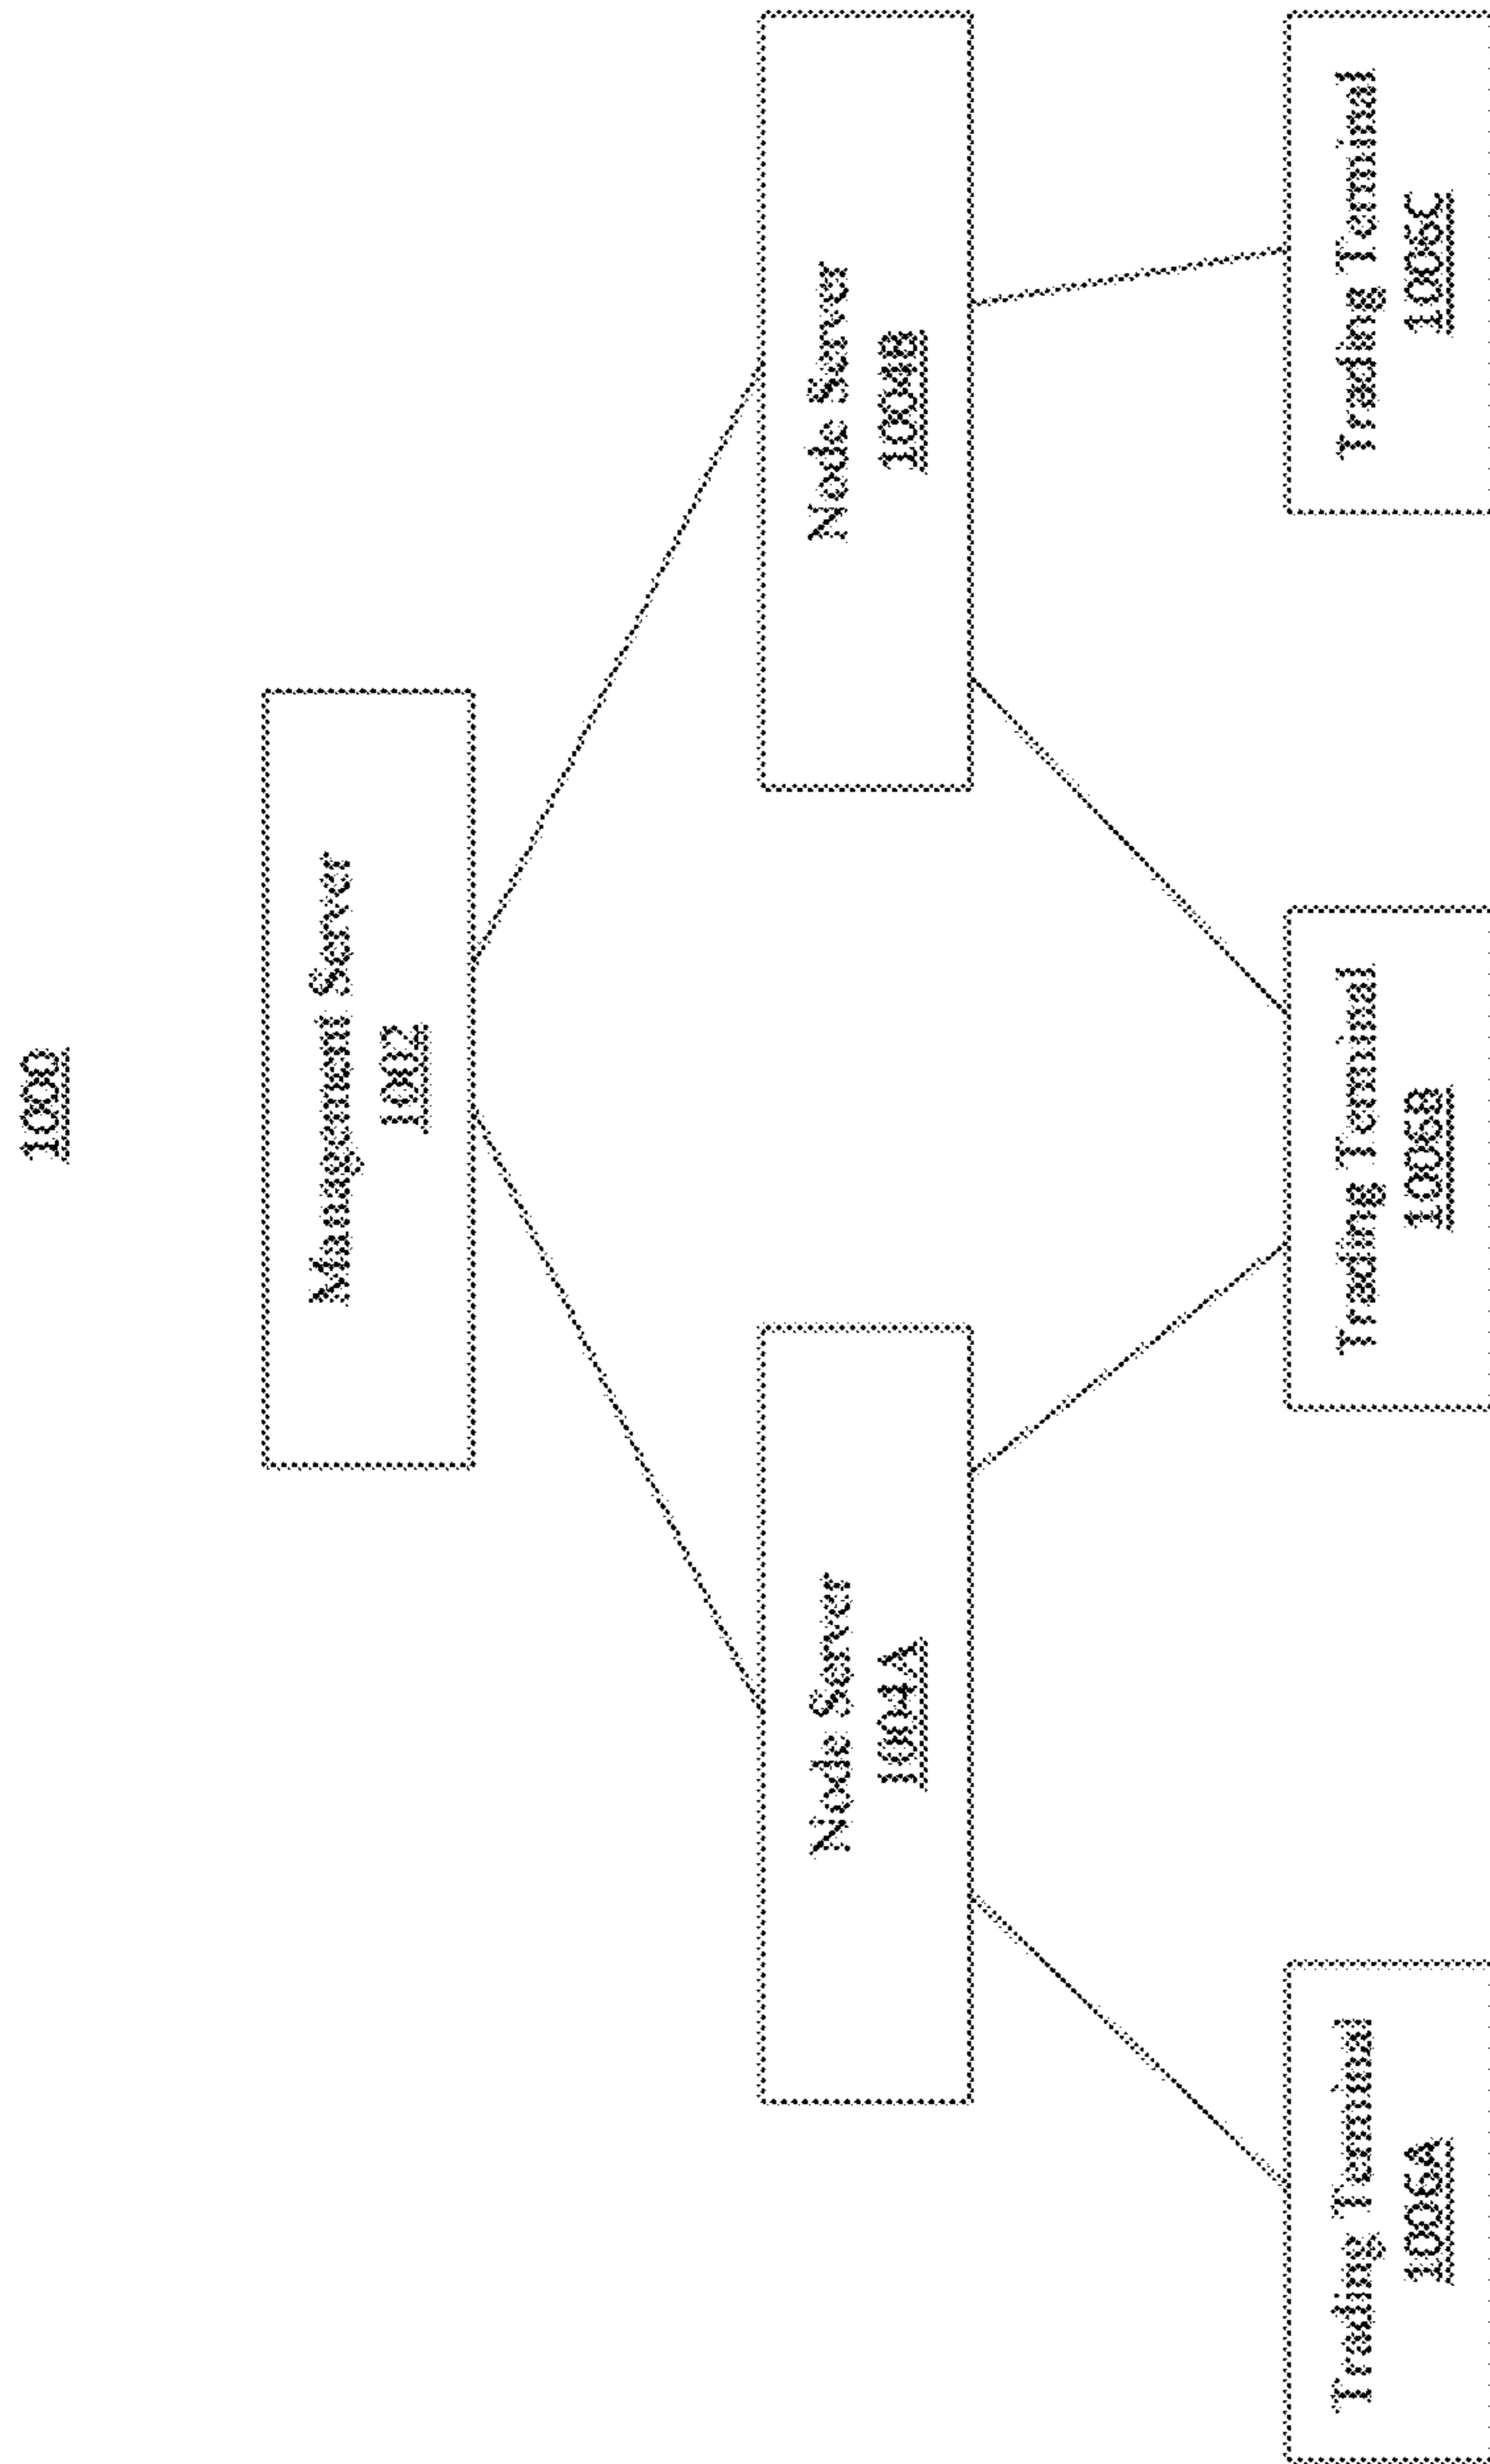 1000
Management Server
1002
Node Server
1004A
Node Server
1004B
Trading Terminal
1006A
Trading Terminal
1006B
Trading Terminal
1006C